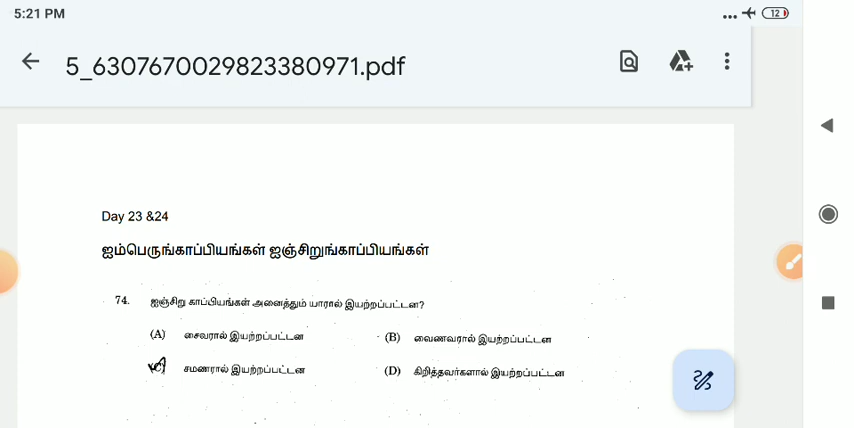 5:21 PM
12
5_6307670029823380971.pdf
Day 23 &24
ஐம்பெருங்காப்பியங்கள் ஐஞ்சிறுங்காப்பியங்கள்
74. ஐஞ்சிறு காப்பியங்கள் அனைத்தும் யாரால் இயற்றப்பட்டன?
(A) சைவரால் இயற்றப்பட்டன (B) வைணவரால் இயற்றப்பட்டன
சமணரால் இயற்றப்பட்டன (D) கிறித்தவர்களால் இயற்றப்பட்டன